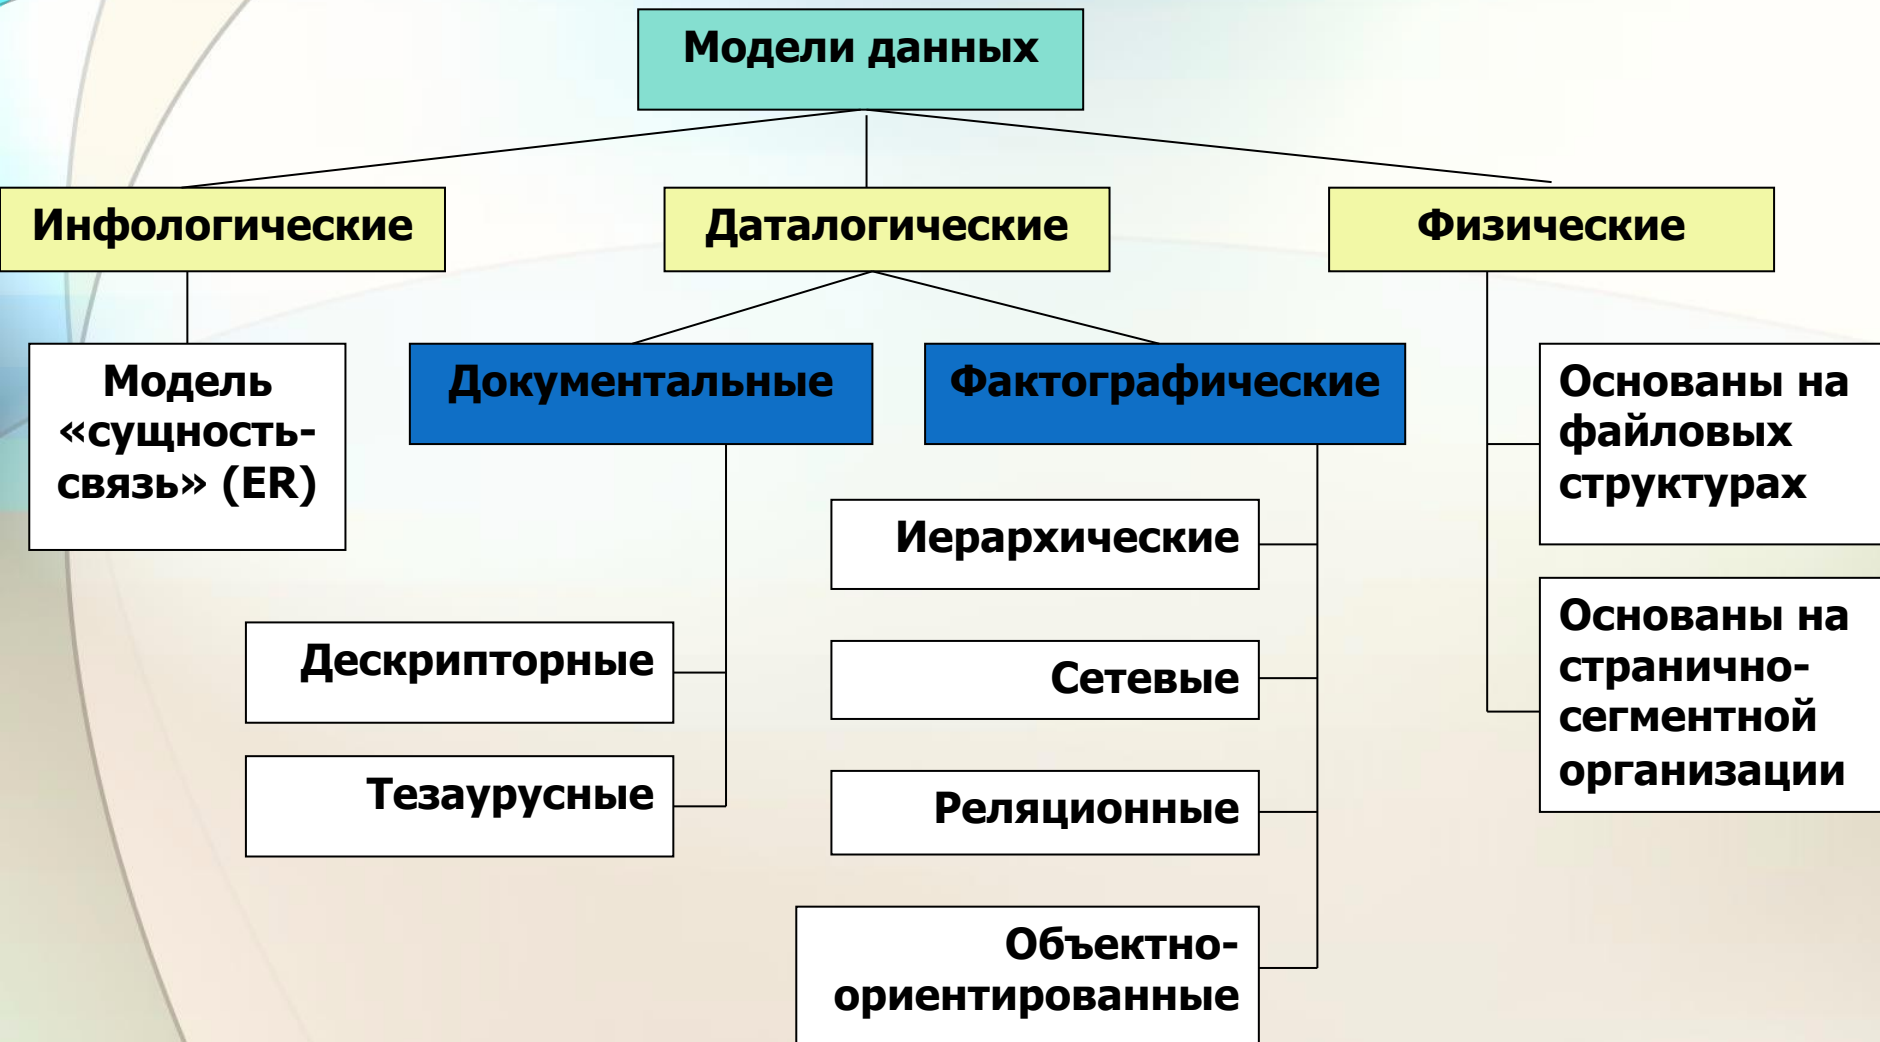 Модели данных
Инфологические
Даталогические
Физические
Модель
«сущность-
связь» (ER)
Документальные
Фактографические
Основаны на
файловых
структурах
Иерархические
Основаны на
странично-
сегментной
организации
Дескрипторные
Сетевые
Тезаурусные
Реляционные
Объектно-
ориентированные